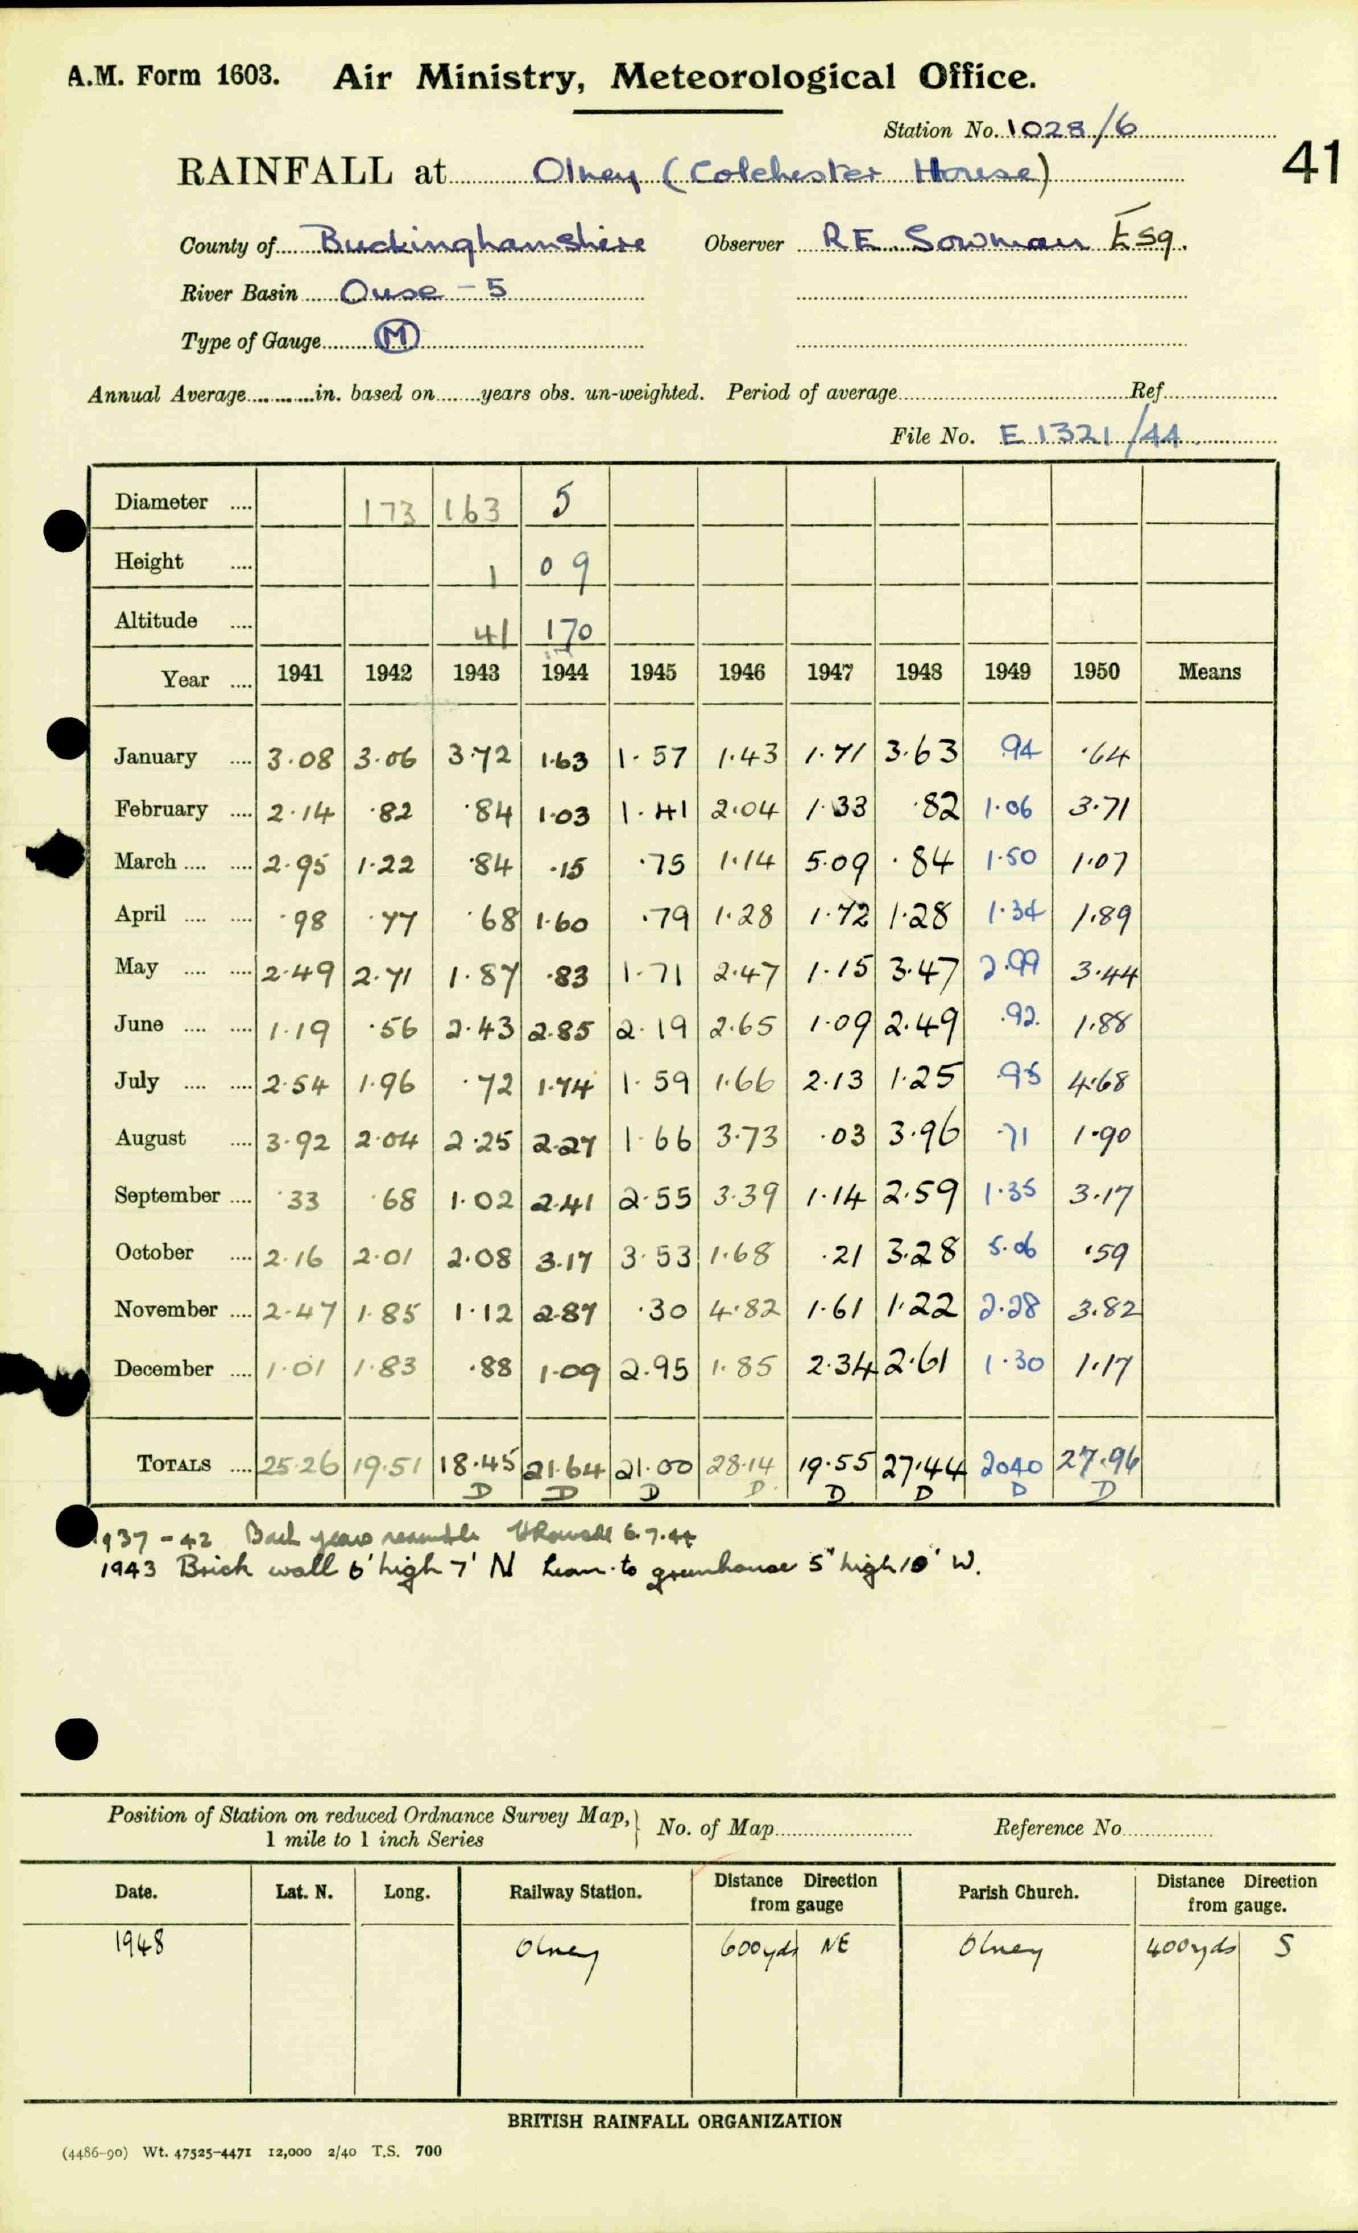 A.M. Form 1603. Air Ministry, Meteorological Office.
Station No. 1028/6
41
RAINFALL at Olney (Colchester House)
County of Buckinghamshire Observer RE Sowman Esq.
River Basin Ouse - 5
Type of Gauge M
Annual Average in. based on years obs. un-weighted. Period of average Ref
File No. E 1321/44
Diameter 173 163 5
Height 1 0 9
Altitude 41 170
Year 1941 1942 1943 1944 1945 1946 1947 1948 1949 1950 Means
January 3.08 3.06 3.72 1.63 1.57 1.43 1.71 3.63 .94 .64
February 2.14 .82 .84 1.03 1.41 2.04 1.33 .82 1.06 3.71
March 2.95 1.22 .84 .15 .75 1.14 5.09 .84 1.50 1.07
April .98 .77 .68 1.60 .79 1.28 1.72 1.28 1.34 1.89
May 2.49 2.71 1.87 .83 1.71 2.47 1.15 3.47 2.99 3.44
June 1.19 .56 2.43 2.85 2.19 2.65 1.09 2.49 .92 1.88
July 2.54 1.96 .72 1.74 1.59 1.66 2.13 1.25 .95 4.68
August 3.92 2.04 2.25 2.27 1.66 3.73 .03 3.96 .71 1.90
September .33 .68 1.02 2.41 2.55 3.39 1.14 2.59 1.35 3.17
October 2.16 2.01 2.08 3.17 3.53 1.68 .21 3.28 5.06 .59
November 2.47 1.85 1.12 2.87 .30 4.82 1.61 1.22 2.28 3.82
December 1.01 1.83 .88 1.09 2.95 1.85 2.34 2.61 1.30 1.17
TOTALS 25.26 19.51 18.45 21.64 21.00 28.14 19.55 27.44 2040 27.96
D D D D D D D D
1937 - 42 Back years 6.7.44
1943 Brick wall 6' high 7' N Lean-to greenhouse 5" high 10' W.
Position of Station on reduced Ordnance Survey Map, No. of Map Reference No
1 mile to 1 inch Series
Date. Lat. N. Long. Railway Station. Distance from gauge Direction Parish Church. Distance from gauge. Direction
1948 Olney 600yds NE Olney 400yds S
BRITISH RAINFALL ORGANIZATION
(4486-90) Wt. 47525-4471 12,000 2/40 T.S. 700